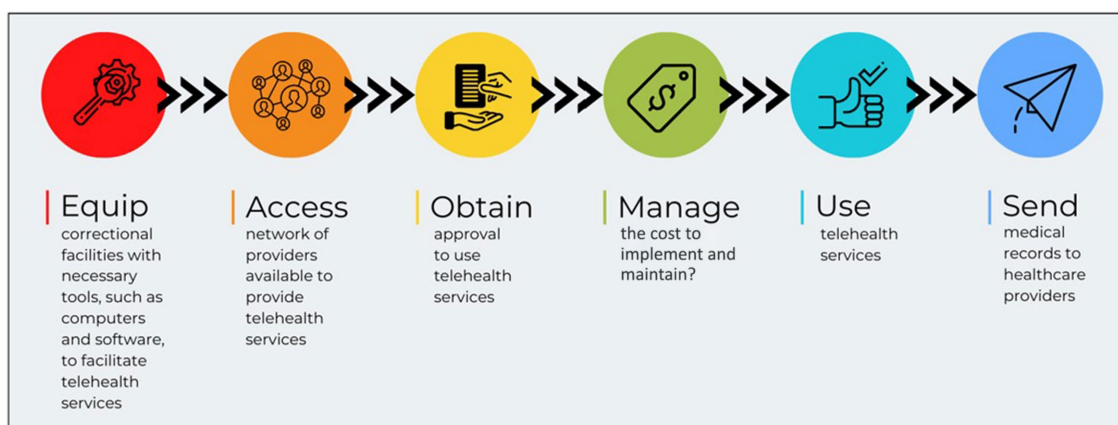 Equip
correctional
facilities with
necessary
tools, such as
computers
and software,
to facilitate
telehealth
services
Access
network of
providers
available to
provide
telehealth
services
Obtain
approval
to use
telehealth
services
Manage
the cost to
implement and
maintain?
Use
telehealth
services
Send
medical
records to
healthcare
providers